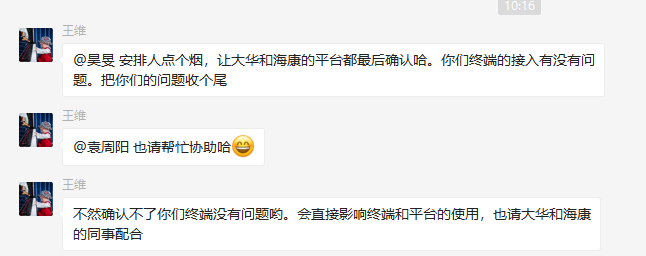 10:16
王维
@昊旻 安排人点个烟，让大华和海康的平台都最后确认哈。你们终端的接入有没有问
题。把你们的问题收个尾
王维
@袁周阳 也请帮忙协助哈
王维
不然确认不了你们终端没有问题哟。会直接影响终端和平台的使用，也请大华和海康
的同事配合